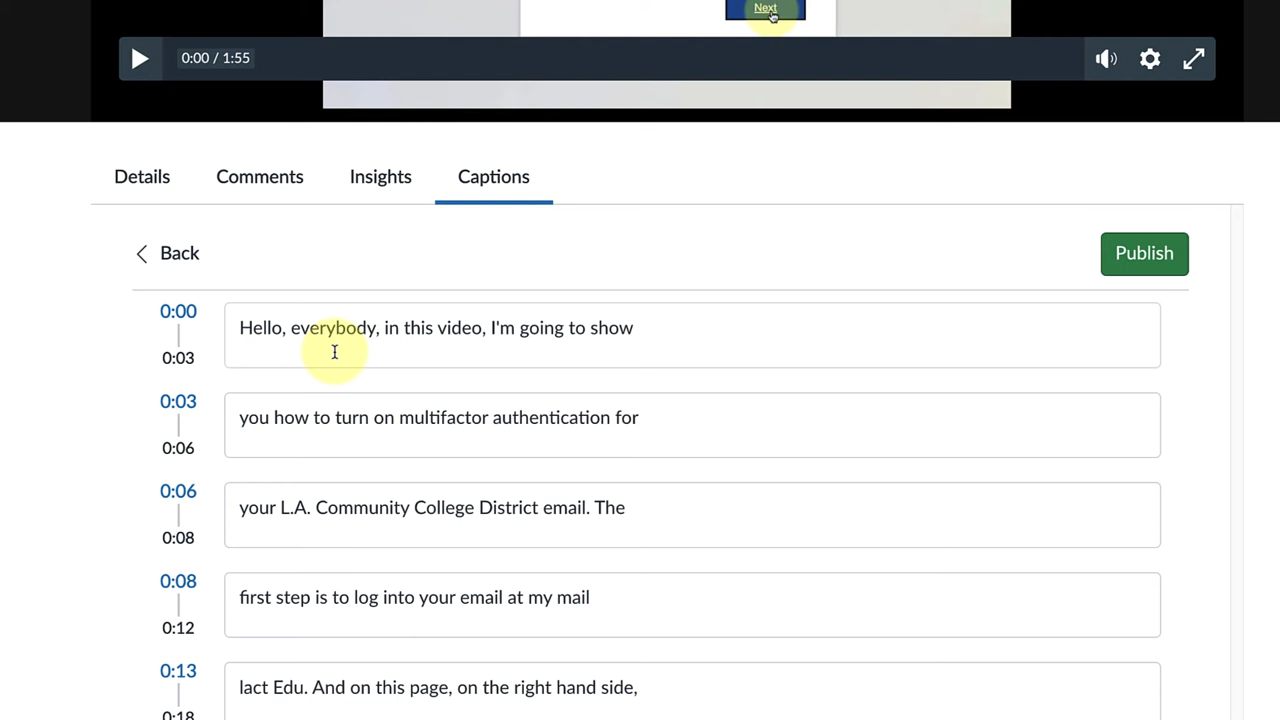 Next
0:00 / 1:55
Details
Comments
Insights
Captions
Back
Publish
0:00
0:03
Hello, everybody, in this video, I'm going to show
0:03
0:06
you how to turn on multifactor authentication for
0:06
0:08
your L.A. Community College District email. The
0:08
0:12
first step is to log into your email at my mail
0:13
0:18
lact Edu. And on this page, on the right hand side,